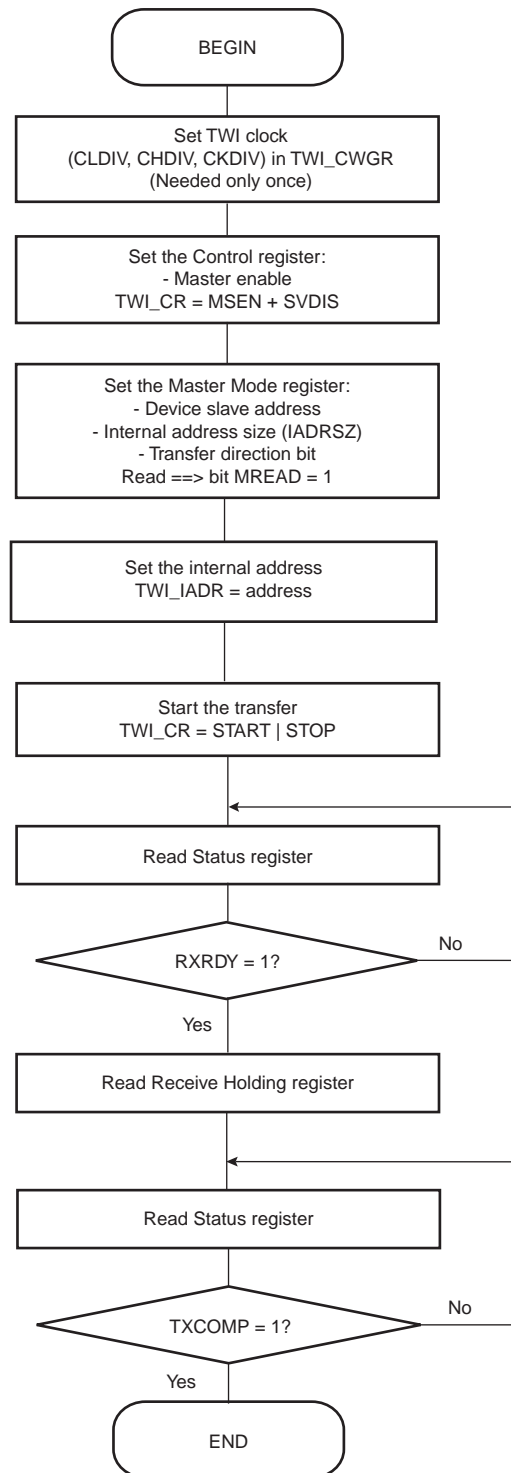 BEGIN
Set TWI clock
(CLDIV, CHDIV, CKDIV) in TWI_CWGR
(Needed only once)
Set the Control register:
- Master enable
TWI_CR = MSEN + SVDIS
Set the Master Mode register:
- Device slave address
- Internal address size (IADRSZ)
- Transfer direction bit
Read ==> bit MREAD = 1
Set the internal address
TWI_IADR = address
Start the transfer
TWI_CR = START | STOP
Read Status register
RXRDY = 1?
No
Yes
Read Receive Holding register
Read Status register
TXCOMP = 1?
No
Yes
END